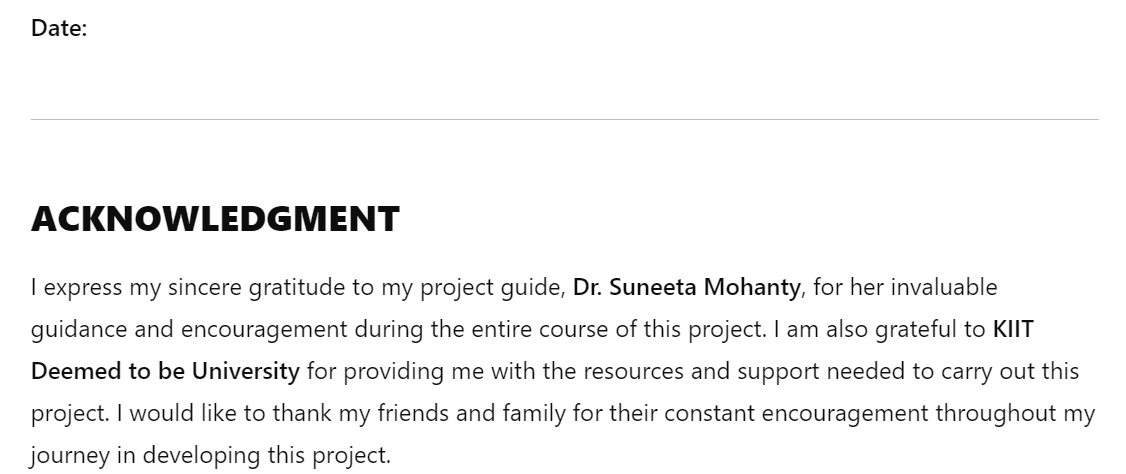 Date:
ACKNOWLEDGMENT
I express my sincere gratitude to my project guide, Dr. Suneeta Mohanty, for her invaluable
guidance and encouragement during the entire course of this project. I am also grateful to KIIT
Deemed to be University for providing me with the resources and support needed to carry out this
project. I would like to thank my friends and family for their constant encouragement throughout my
journey in developing this project.